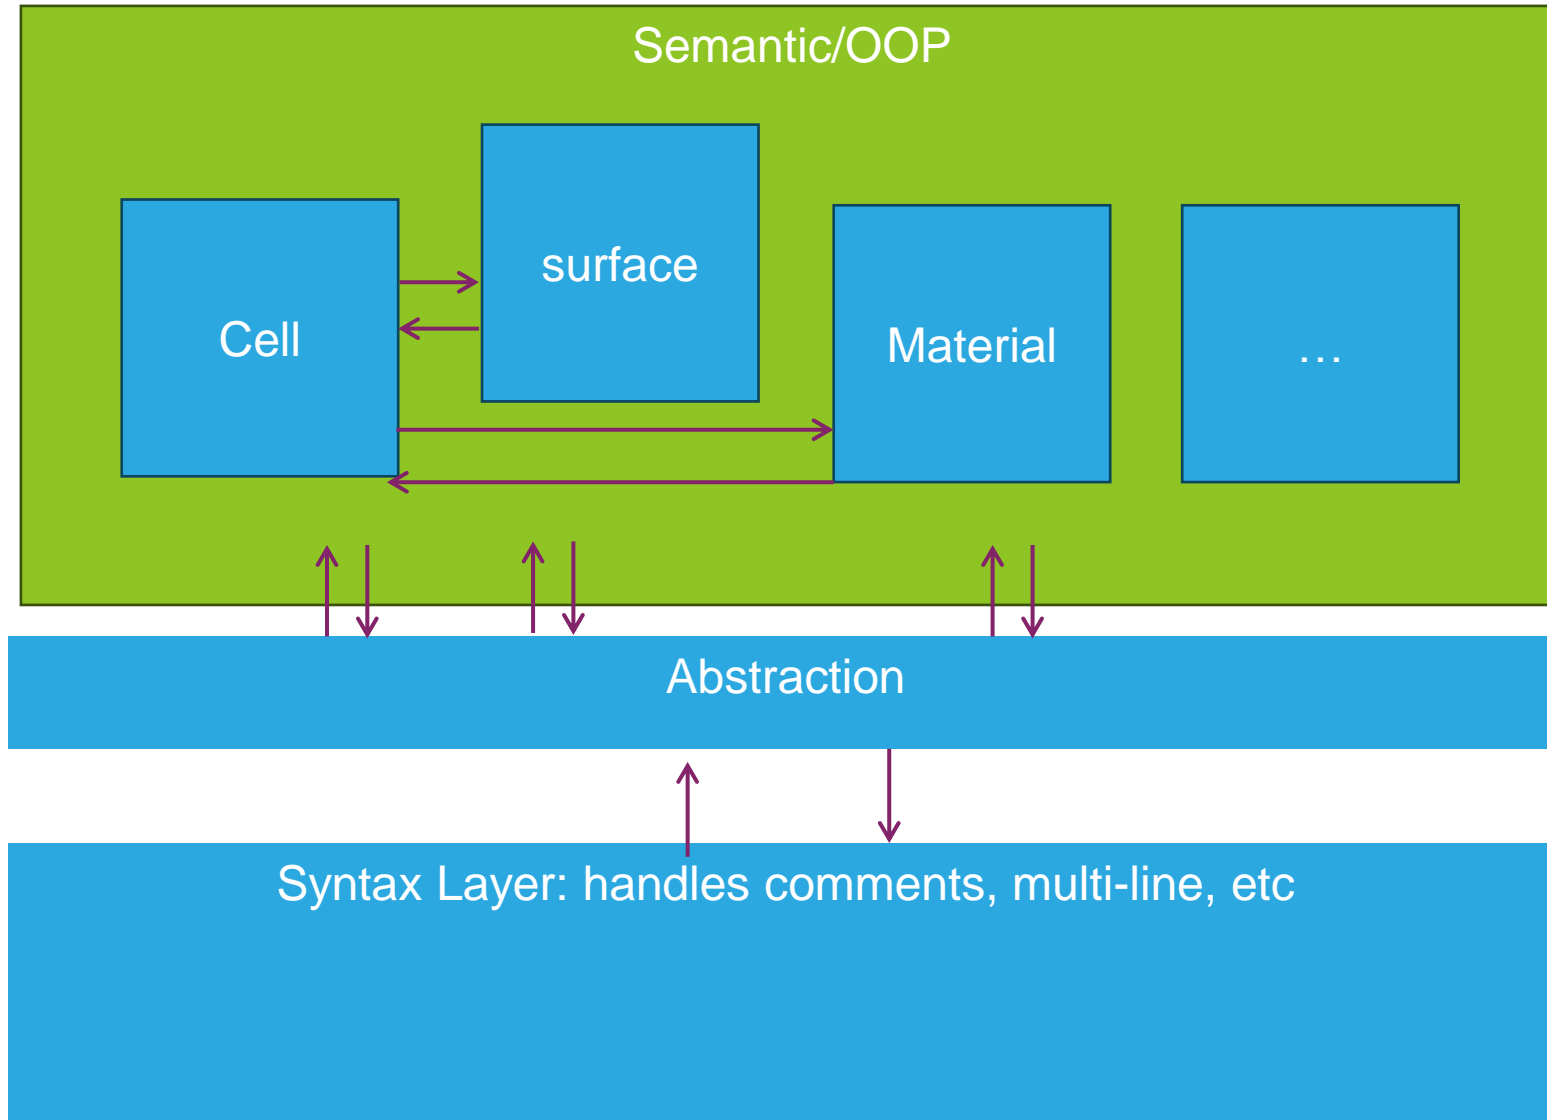 Semantic/OOP
Cell
surface
Material
…
Abstraction
Syntax Layer: handles comments, multi-line, etc